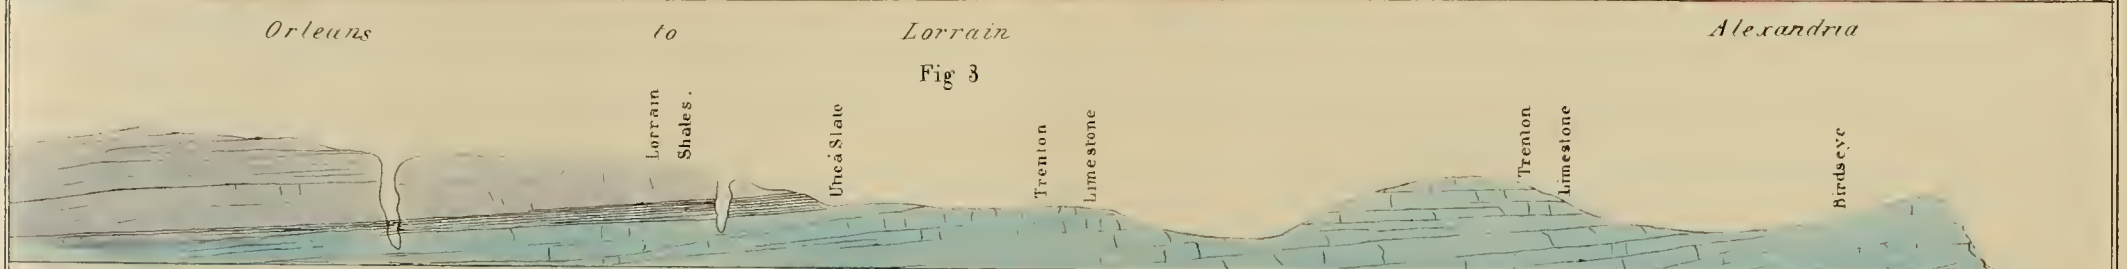 Orleans to Lorrain Alexandria
Fig 3
Lorrain
Shales.
Utica Slate
Trenton
Limestone
Trenton
Limestone
Birdseye